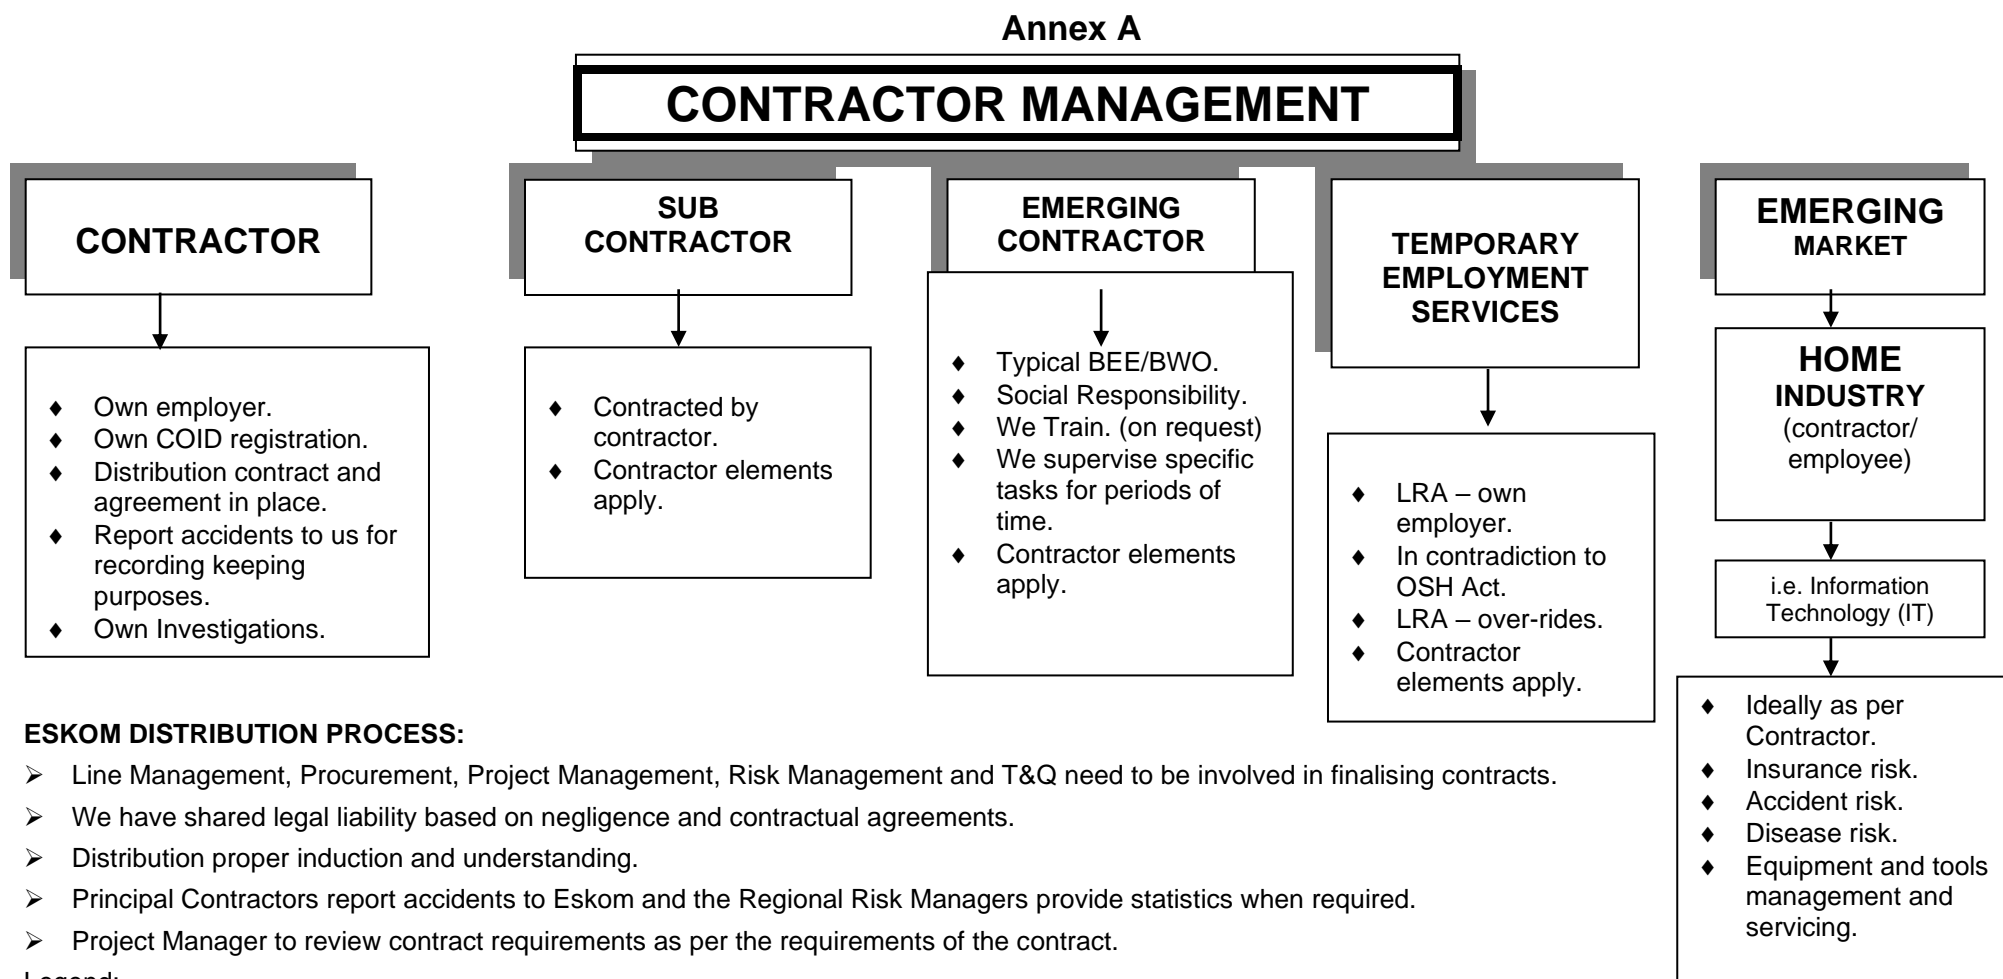 Annex A
CONTRACTOR MANAGEMENT
CONTRACTOR
♦ Own employer.
♦ Own COID registration.
♦ Distribution contract and
agreement in place.
♦ Report accidents to us for
recording keeping
purposes.
♦ Own Investigations.
SUB
CONTRACTOR
♦ Contracted by
contractor.
♦ Contractor elements
apply.
EMERGING
CONTRACTOR
♦ Typical BEE/BWO.
♦ Social Responsibility.
♦ We Train. (on request)
♦ We supervise specific
tasks for periods of
time.
♦ Contractor elements
apply.
TEMPORARY
EMPLOYMENT
SERVICES
♦ LRA – own
employer.
♦ In contradiction to
OSH Act.
♦ LRA – over-rides.
♦ Contractor
elements apply.
EMERGING
MARKET
HOME
INDUSTRY
(contractor/
employee)
i.e. Information
Technology (IT)
♦ Ideally as per
Contractor.
♦ Insurance risk.
♦ Accident risk.
♦ Disease risk.
♦ Equipment and tools
management and
servicing.
ESKOM DISTRIBUTION PROCESS:
➢ Line Management, Procurement, Project Management, Risk Management and T&Q need to be involved in finalising contracts.
➢ We have shared legal liability based on negligence and contractual agreements.
➢ Distribution proper induction and understanding.
➢ Principal Contractors report accidents to Eskom and the Regional Risk Managers provide statistics when required.
➢ Project Manager to review contract requirements as per the requirements of the contract.
Legend: